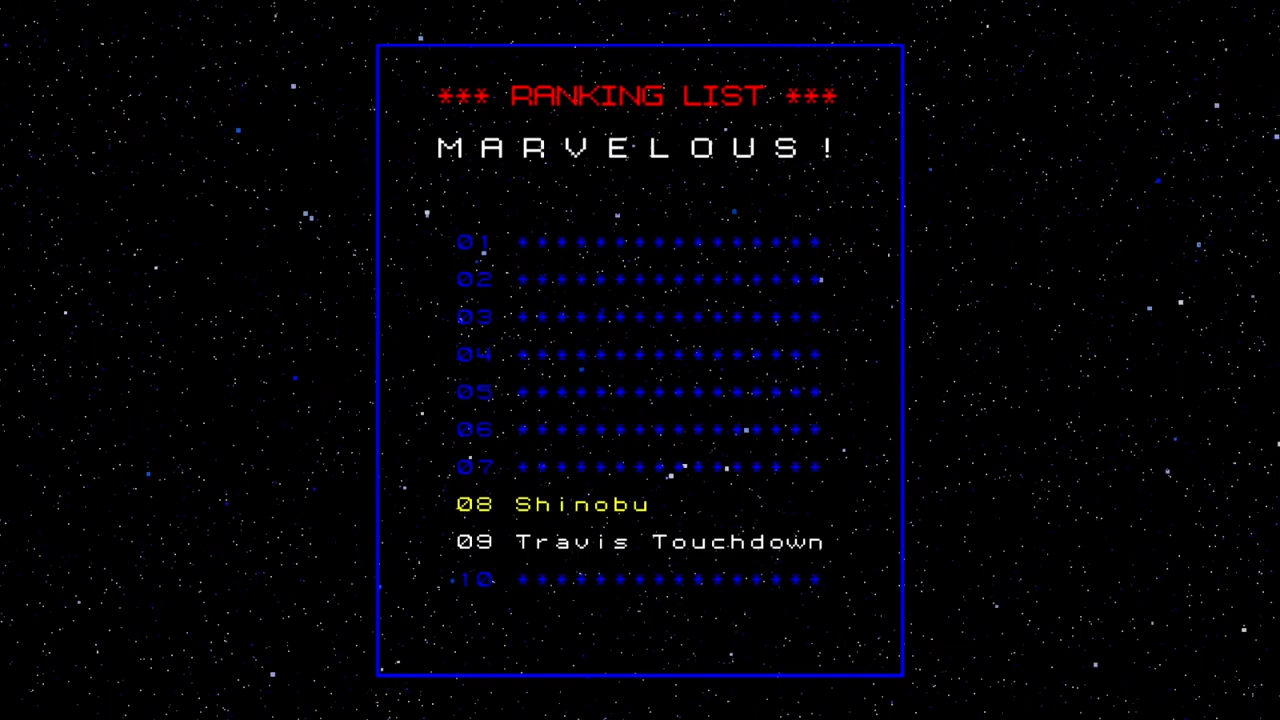 *** RANKING LIST ***
MARVELOUS!
01 ****************
02 ****************
03 ****************
04 ****************
05 ****************
06 ****************
07 ****************
08 Shinobu
09 Travis Touchdown
10 ****************